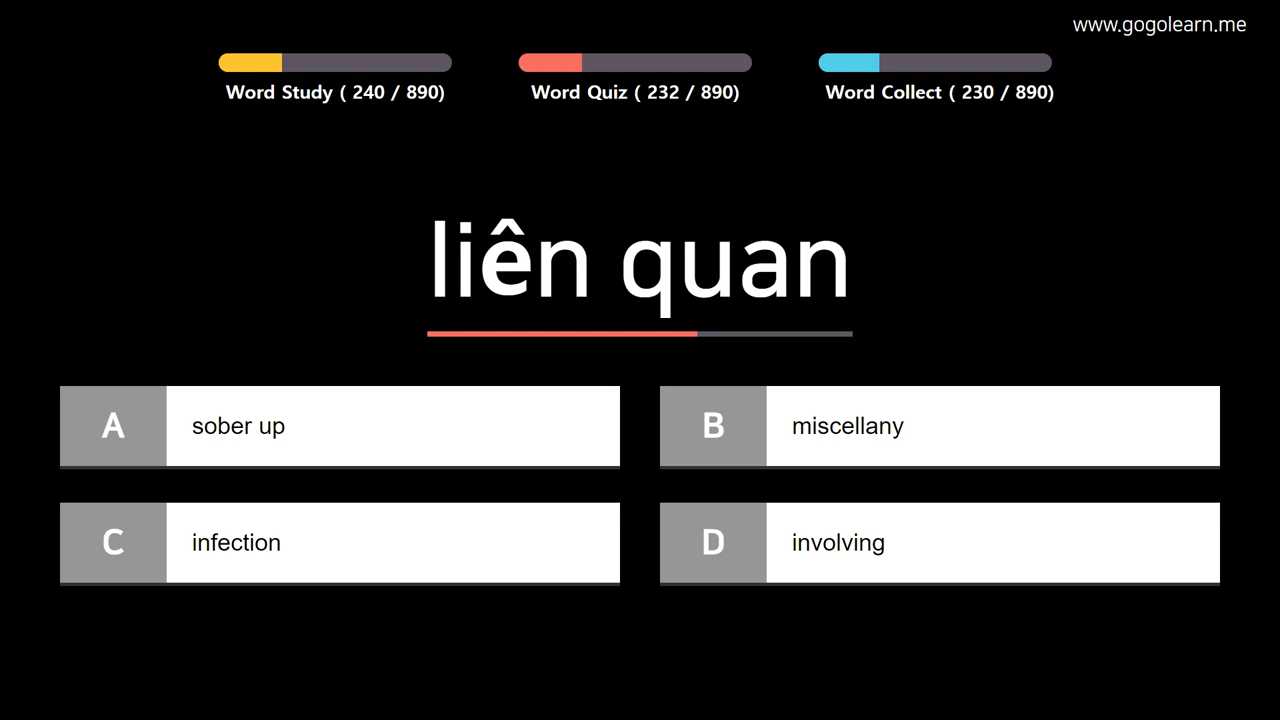 www.gogolearn.me
Word Study ( 240 / 890)
Word Quiz ( 232 / 890)
Word Collect ( 230 / 890)
liên quan
A sober up
B miscellany
C infection
D involving